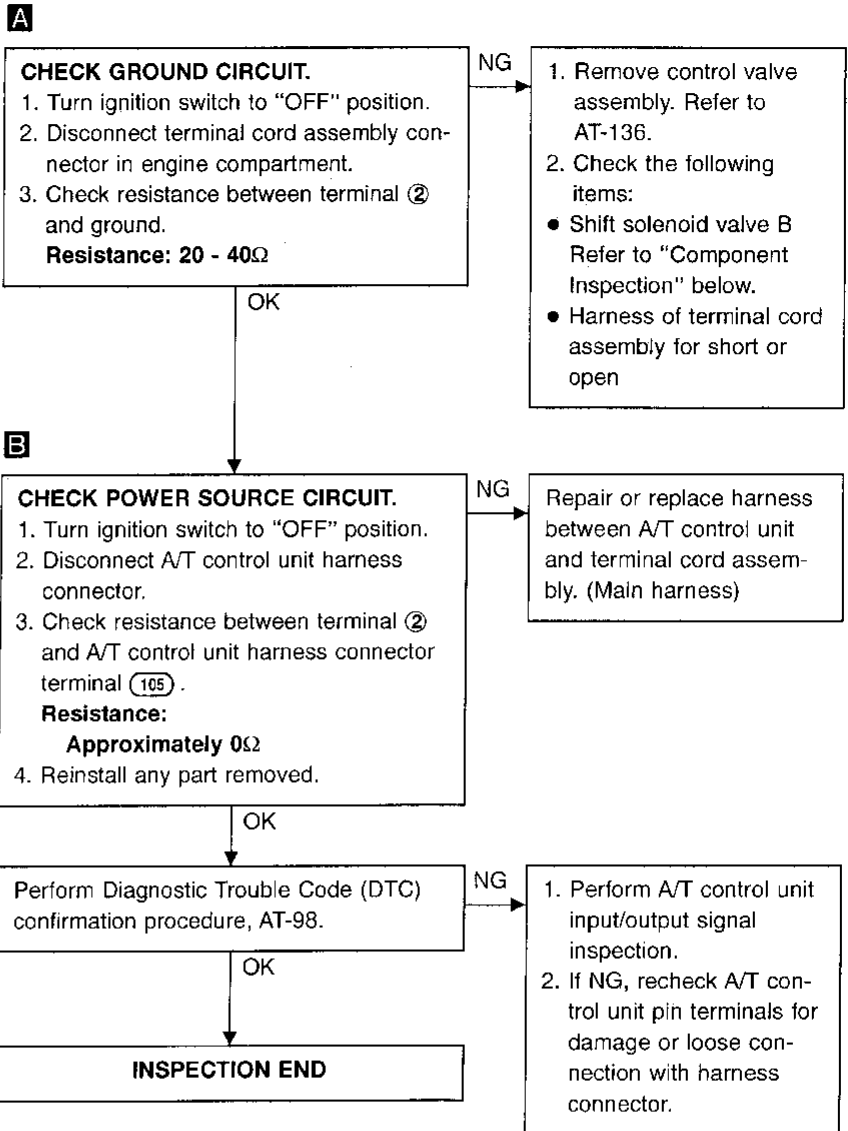 A
CHECK GROUND CIRCUIT.
1. Turn ignition switch to "OFF" position.
2. Disconnect terminal cord assembly con-
nector in engine compartment.
3. Check resistance between terminal ②
and ground.
Resistance: 20 - 40Ω
NG
1. Remove control valve
assembly. Refer to
AT-136.
2. Check the following
items:
● Shift solenoid valve B
Refer to "Component
Inspection" below.
● Harness of terminal cord
assembly for short or
open
OK
B
CHECK POWER SOURCE CIRCUIT.
1. Turn ignition switch to "OFF" position.
2. Disconnect A/T control unit harness
connector.
3. Check resistance between terminal ②
and A/T control unit harness connector
terminal (105).
Resistance:
Approximately 0Ω
4. Reinstall any part removed.
NG
Repair or replace harness
between A/T control unit
and terminal cord assem-
bly. (Main harness)
OK
Perform Diagnostic Trouble Code (DTC)
confirmation procedure, AT-98.
NG
1. Perform A/T control unit
input/output signal
inspection.
2. If NG, recheck A/T con-
trol unit pin terminals for
damage or loose con-
nection with harness
connector.
OK
INSPECTION END